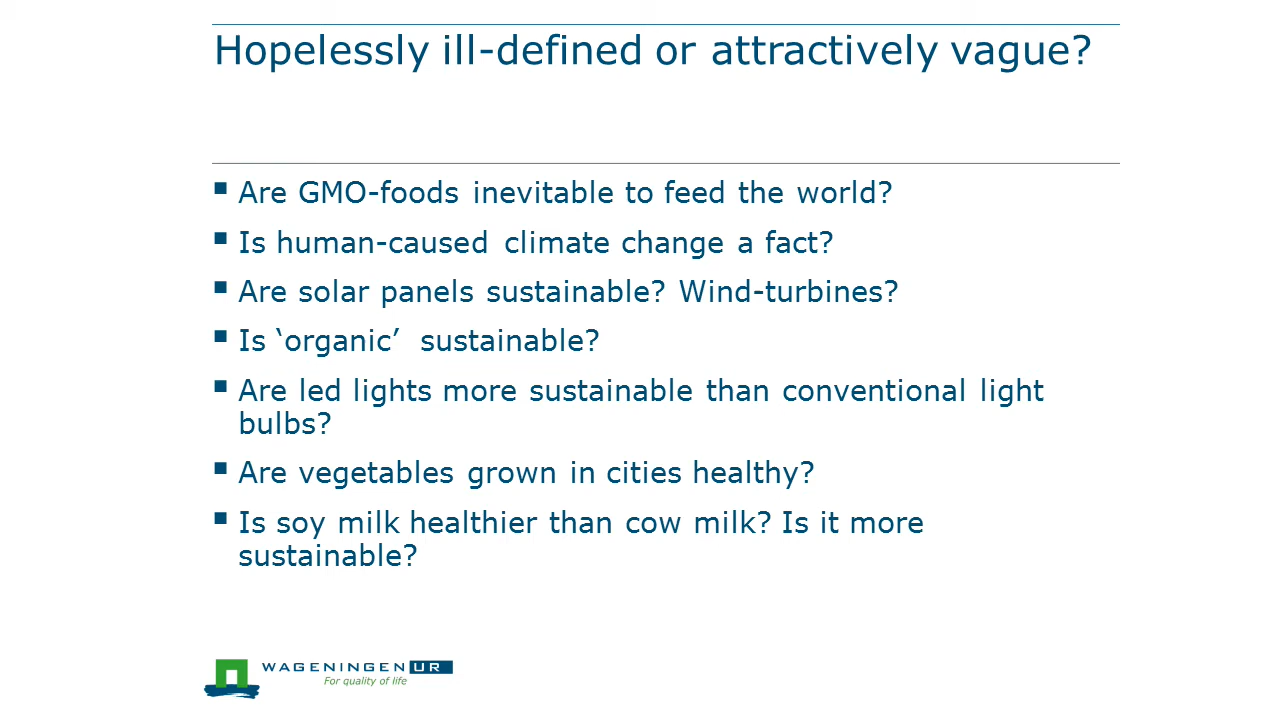 Hopelessly ill-defined or attractively vague?
▪ Are GMO-foods inevitable to feed the world?
▪ Is human-caused climate change a fact?
▪ Are solar panels sustainable? Wind-turbines?
▪ Is ‘organic’ sustainable?
▪ Are led lights more sustainable than conventional light
bulbs?
▪ Are vegetables grown in cities healthy?
▪ Is soy milk healthier than cow milk? Is it more
sustainable?
WAGENINGEN UR
For quality of life